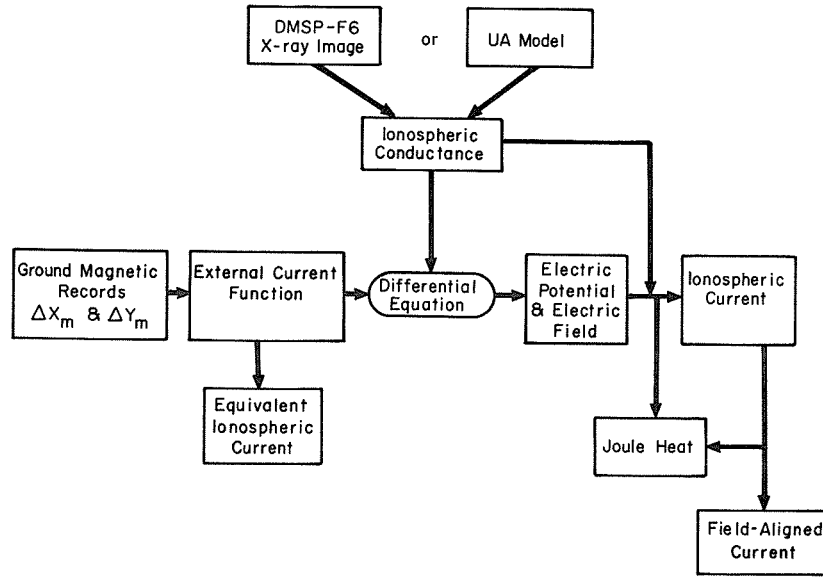 DMSP-F6
X-ray Image
or
UA Model
Ionospheric
Conductance
Ground Magnetic
Records
ΔXm & ΔYm
External Current
Function
Differential
Equation
Electric
Potential
& Electric
Field
Ionospheric
Current
Equivalent
Ionospheric
Current
Joule Heat
Field-Aligned
Current